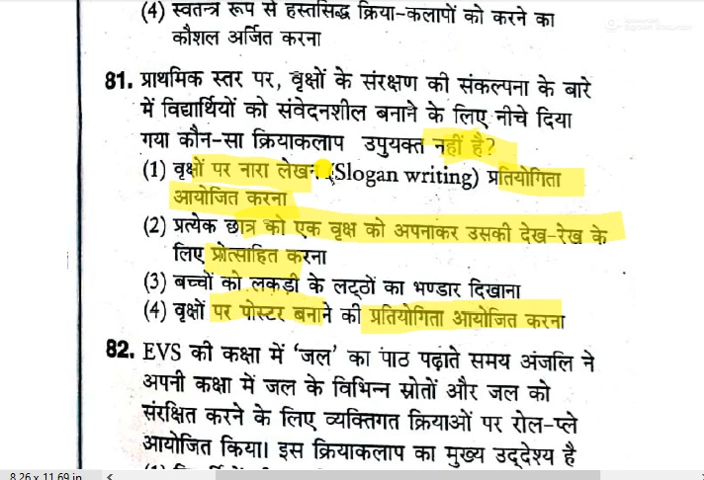 (4) स्वतन्त्र रूप से हस्तसिद्ध क्रिया-कलापों को करने का
कौशल अर्जित करना
81. प्राथमिक स्तर पर, वृक्षों के संरक्षण की संकल्पना के बारे
में विद्यार्थियों को संवेदनशील बनाने के लिए नीचे दिया
गया कौन-सा क्रियाकलाप उपुयक्त नहीं है?
(1) वृक्षों पर नारा लेखन (Slogan writing) प्रतियोगिता
आयोजित करना
(2) प्रत्येक छात्र को एक वृक्ष को अपनाकर उसकी देख-रेख के
लिए प्रोत्साहित करना
(3) बच्चों को लकड़ी के लट्ठों का भण्डार दिखाना
(4) वृक्षों पर पोस्टर बनाने की प्रतियोगिता आयोजित करना
82. EVS की कक्षा में 'जल' का पाठ पढ़ाते समय अंजलि ने
अपनी कक्षा में जल के विभिन्न स्रोतों और जल को
संरक्षित करने के लिए व्यक्तिगत क्रियाओं पर रोल-प्ले
आयोजित किया। इस क्रियाकलाप का मुख्य उद्देश्य है
8.26 x 11.69 in